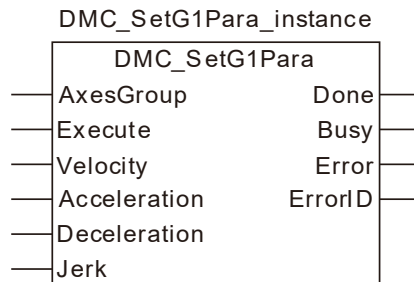 DMC_SetG1Para_instance
DMC_SetG1Para
AxesGroup Done
Execute Busy
Velocity Error
Acceleration ErrorID
Deceleration
Jerk